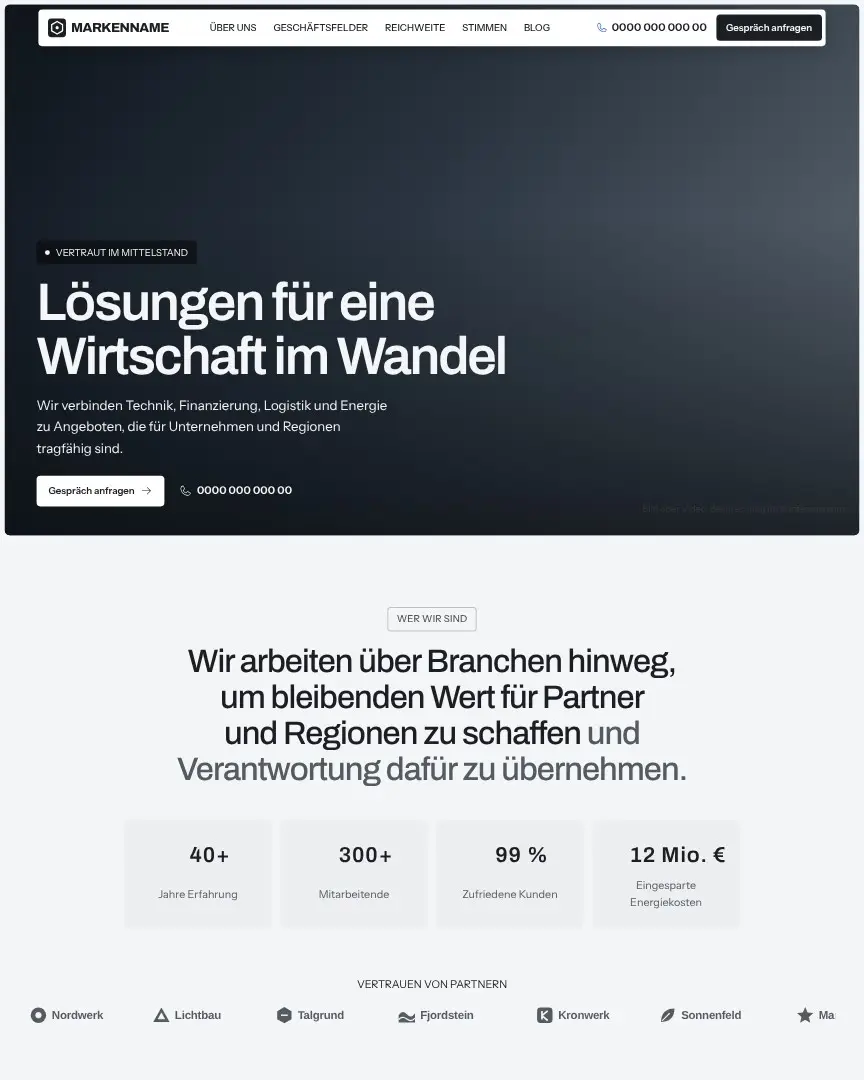 MARKENNAME
ÜBER UNS
GESCHÄFTSFELDER
REICHWEITE
STIMMEN
BLOG
0000 000 000 00
Gespräch anfragen
VERTRAUT IM MITTELSTAND
Lösungen für eine
Wirtschaft im Wandel
Wir verbinden Technik, Finanzierung, Logistik und Energie
zu Angeboten, die für Unternehmen und Regionen
tragfähig sind.
Gespräch anfragen
0000 000 000 00
WER WIR SIND
Wir arbeiten über Branchen hinweg,
um bleibenden Wert für Partner
und Regionen zu schaffen und
Verantwortung dafür zu übernehmen.
40+
Jahre Erfahrung
300+
Mitarbeitende
99 %
Zufriedene Kunden
12 Mio. €
Eingesparte
Energiekosten
VERTRAUEN VON PARTNERN
Nordwerk
Lichtbau
Talgrund
Fjordstein
Kronwerk
Sonnenfeld
Ma